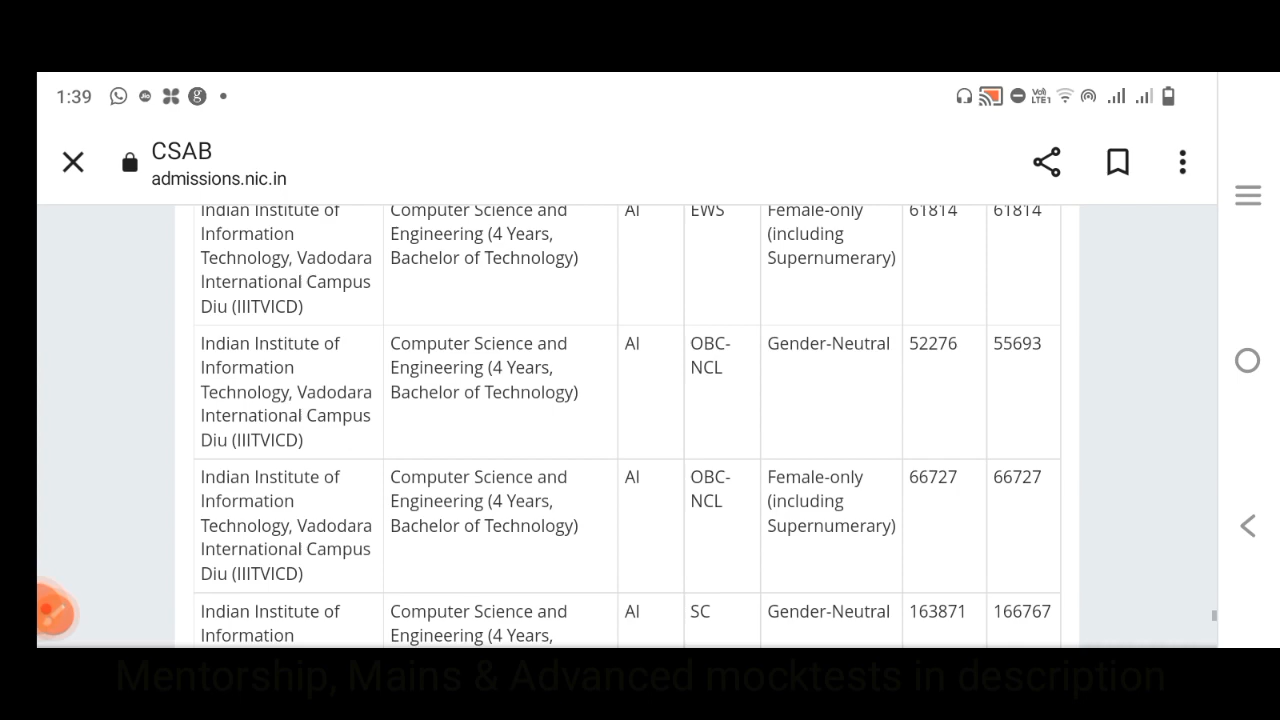 1:39
CSAB
admissions.nic.in
Indian Institute of
Information
Technology, Vadodara
International Campus
Diu (IIITVICD)
Computer Science and
Engineering (4 Years,
Bachelor of Technology)
AI
EWS
Female-only
(including
Supernumerary)
61814
61814
Indian Institute of
Information
Technology, Vadodara
International Campus
Diu (IIITVICD)
Computer Science and
Engineering (4 Years,
Bachelor of Technology)
AI
OBC-
NCL
Gender-Neutral
52276
55693
Indian Institute of
Information
Technology, Vadodara
International Campus
Diu (IIITVICD)
Computer Science and
Engineering (4 Years,
Bachelor of Technology)
AI
OBC-
NCL
Female-only
(including
Supernumerary)
66727
66727
Indian Institute of
Information
Computer Science and
Engineering (4 Years,
AI
SC
Gender-Neutral
163871
166767
Mentorship, Mains & Advanced mocktests in description